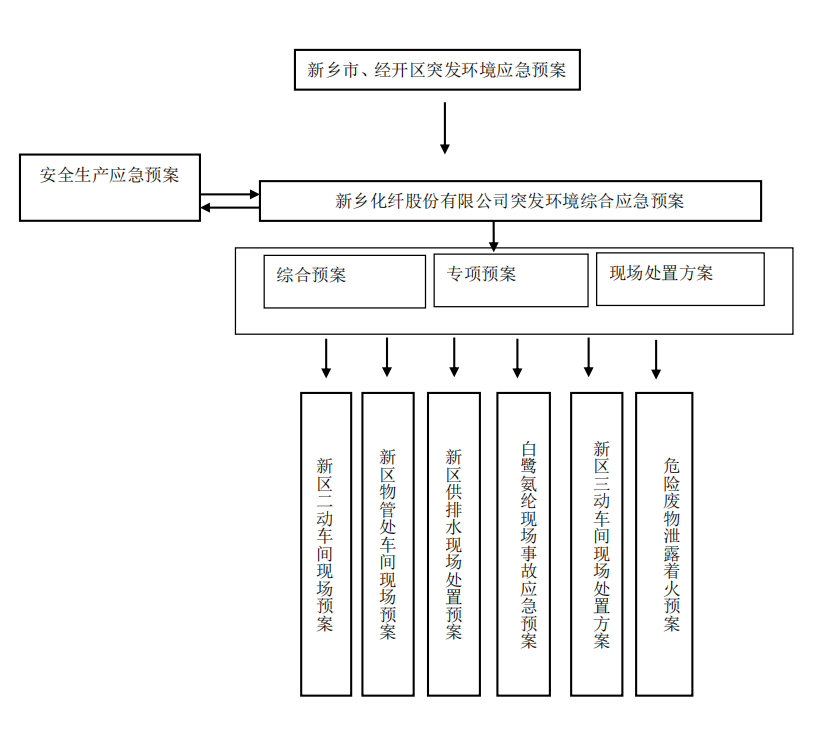 新乡市、经开区突发环境应急预案
安全生产应急预案
新乡化纤股份有限公司突发环境综合应急预案
综合预案
专项预案
现场处置方案
新区二动车间现场预案
新区物管处车间现场预案
新区供排水现场处置预案
白鹭氨纶现场事故应急预案
新区三动车间现场处置方案
危险废物泄露着火预案